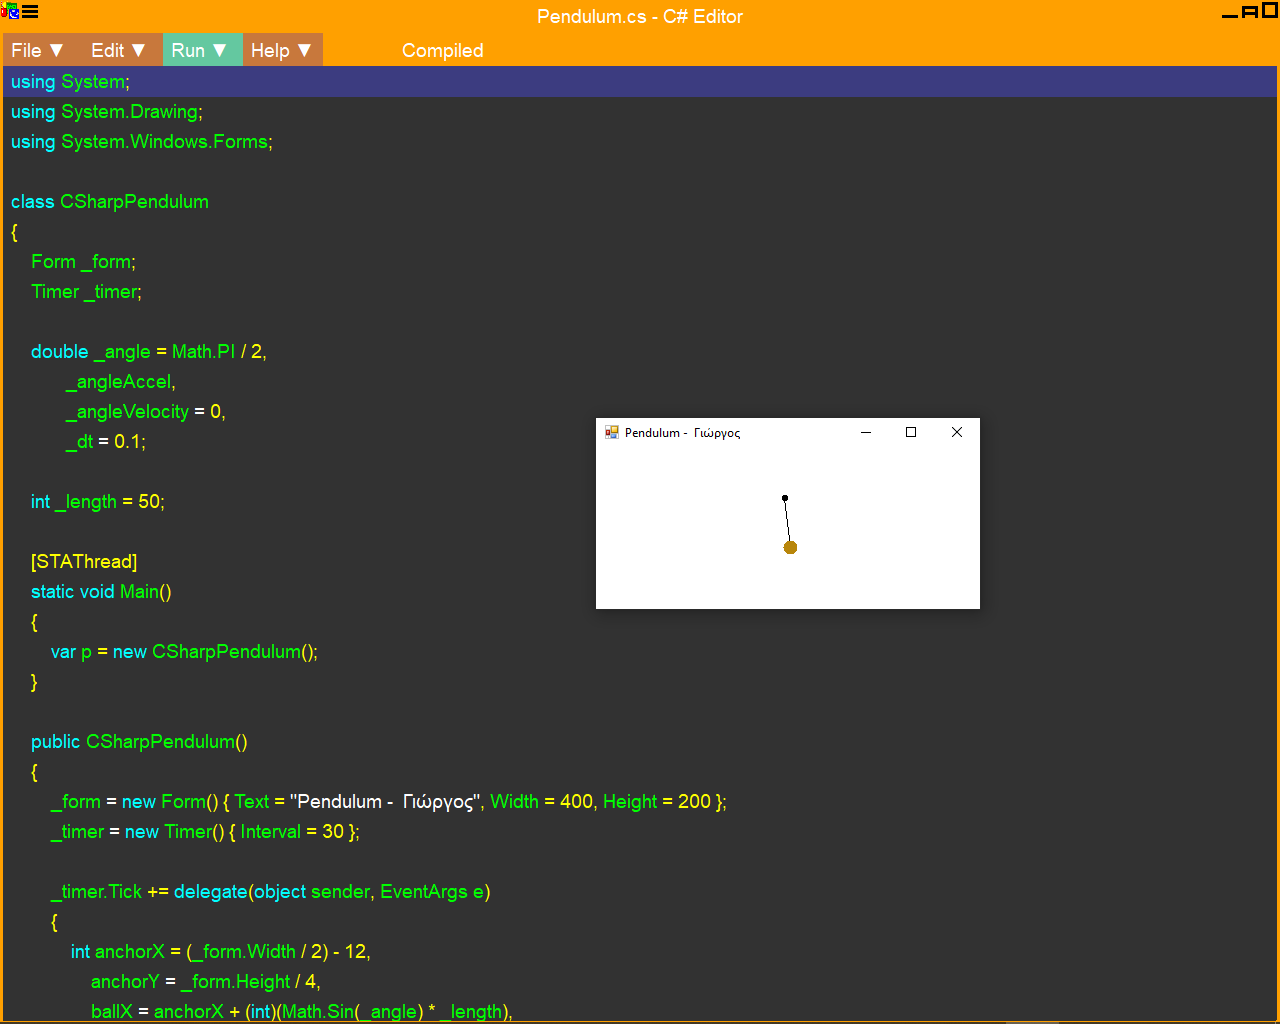 Pendulum.cs - C# Editor
File ▼ Edit ▼ Run ▼ Help ▼ Compiled
using System;
using System.Drawing;
using System.Windows.Forms;
class CSharpPendulum
{
Form _form;
Timer _timer;
double _angle = Math.PI / 2,
_angleAccel,
_angleVelocity = 0,
_dt = 0.1;
Pendulum - Γιώργος
int _length = 50;
[STAThread]
static void Main()
{
var p = new CSharpPendulum();
}
public CSharpPendulum()
{
_form = new Form() { Text = "Pendulum - Γιώργος", Width = 400, Height = 200 };
_timer = new Timer() { Interval = 30 };
_timer.Tick += delegate(object sender, EventArgs e)
{
int anchorX = (_form.Width / 2) - 12,
anchorY = _form.Height / 4,
ballX = anchorX + (int)(Math.Sin(_angle) * _length),